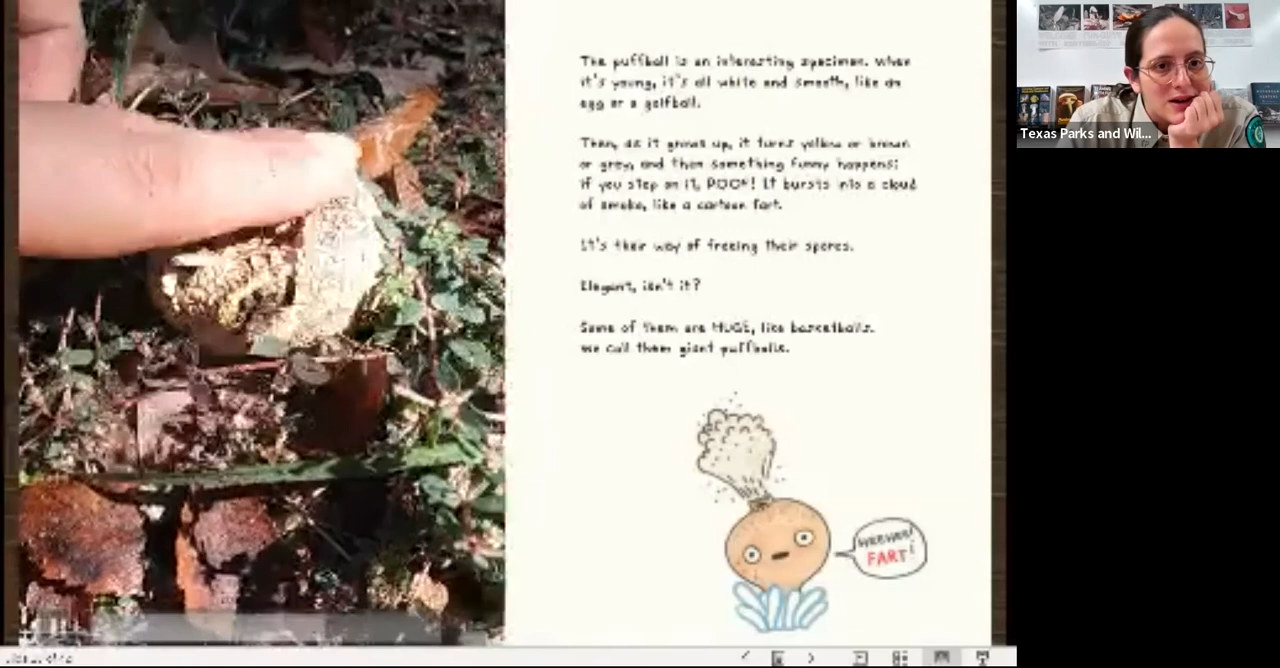 The puffball is an interesting specimen. When
it's young, it's all white and smooth, like an
egg or a golfball.
Then, as it grows up, it turns yellow or brown
or grey, and then something funny happens:
if you step on it, POOF! It bursts into a cloud
of smoke, like a cartoon fart.
It's their way of freeing their spores.
Elegant, isn't it?
Some of them are HUGE, like basketballs.
We call them giant puffballs.
FART!
Texas Parks and Wil...